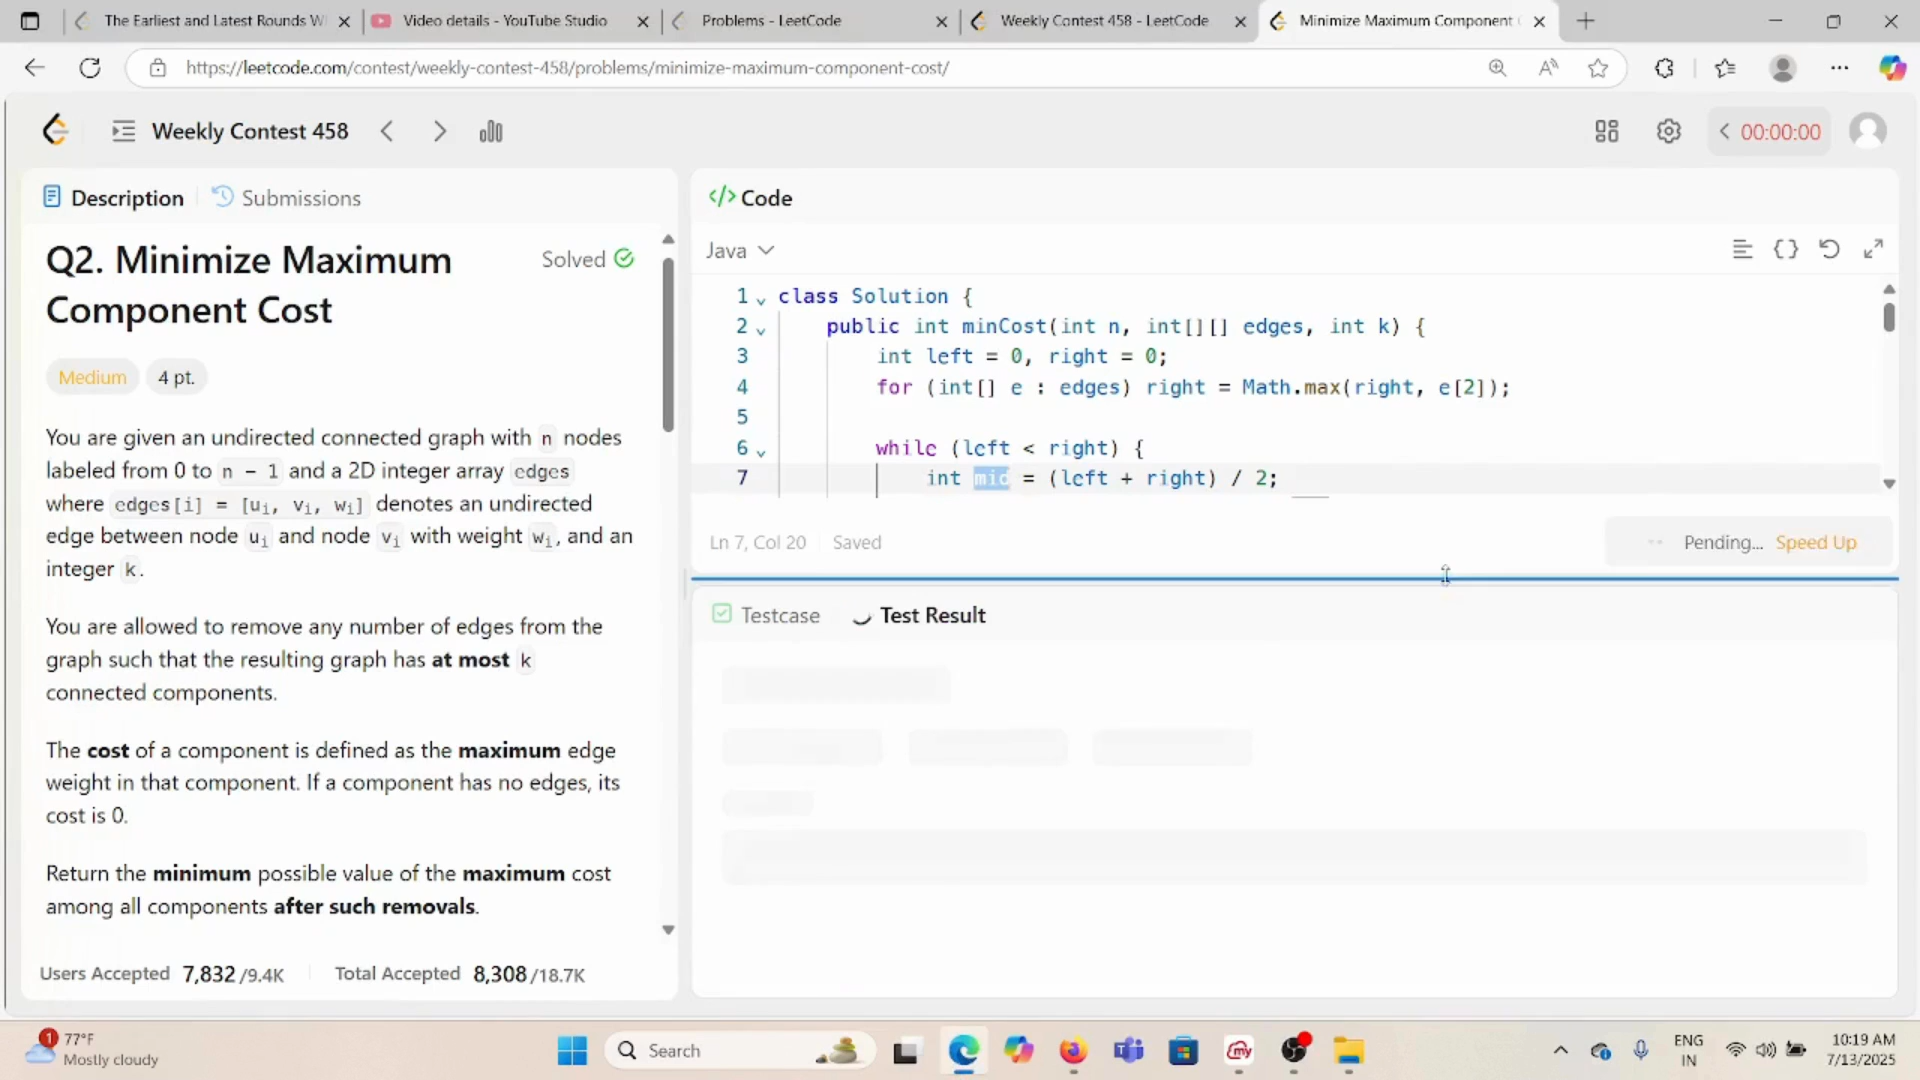 The Earliest and Latest Rounds W
Video details - YouTube Studio
Problems - LeetCode
Weekly Contest 458 - LeetCode
Minimize Maximum Component
https://leetcode.com/contest/weekly-contest-458/problems/minimize-maximum-component-cost/
Weekly Contest 458
00:00:00
Description
Submissions
Q2. Minimize Maximum
Component Cost
Solved
Medium
4 pt.
You are given an undirected connected graph with n nodes
labeled from 0 to n - 1 and a 2D integer array edges
where edges[i] = [ui, vi, wi] denotes an undirected
edge between node ui and node vi with weight wi, and an
integer k.
You are allowed to remove any number of edges from the
graph such that the resulting graph has at most k
connected components.
The cost of a component is defined as the maximum edge
weight in that component. If a component has no edges, its
cost is 0.
Return the minimum possible value of the maximum cost
among all components after such removals.
Users Accepted 7,832/9.4K
Total Accepted 8,308/18.7K
</> Code
Java
1 class Solution {
2 public int minCost(int n, int[][] edges, int k) {
3 int left = 0, right = 0;
4 for (int[] e : edges) right = Math.max(right, e[2]);
5
6 while (left < right) {
7 int mid = (left + right) / 2;
Ln 7, Col 20
Saved
Pending...
Speed Up
Testcase
Test Result
1
77°F
Mostly cloudy
Search
my
ENG
IN
10:19 AM
7/13/2025